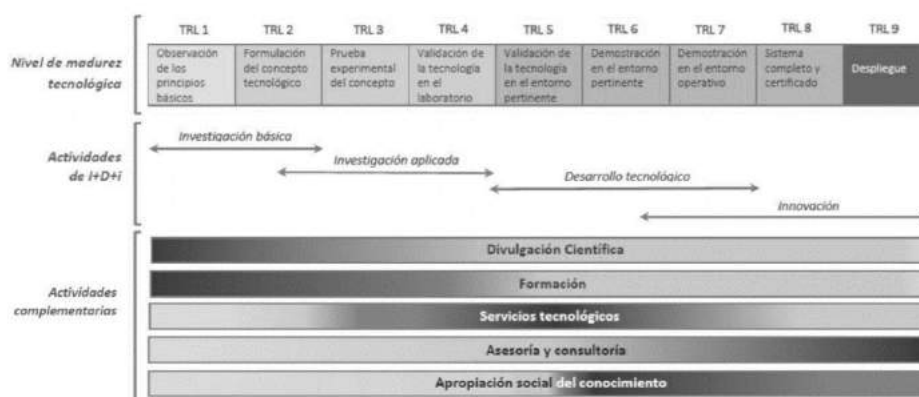 TRL 1 TRL 2 TRL 3 TRL 4 TRL 5 TRL 6 TRL 7 TRL 8 TRL 9
Nivel de madurez
tecnológica
Observación
de los
principios
básicos
Formulación
del concepto
tecnológico
Prueba
experimental
del concepto
Validación de
la tecnología
en el
laboratorio
Validación de
la tecnología
en el entorno
pertinente
Demostración
en el entorno
pertinente
Demostración
en el entorno
operativo
Sistema
completo y
certificado
Despliegue
Actividades
de I+D+i
Investigación básica
Investigación aplicada
Desarrollo tecnológico
Innovación
Actividades
complementarias
Divulgación Científica
Formación
Servicios tecnológicos
Asesoría y consultoría
Apropiación social del conocimiento